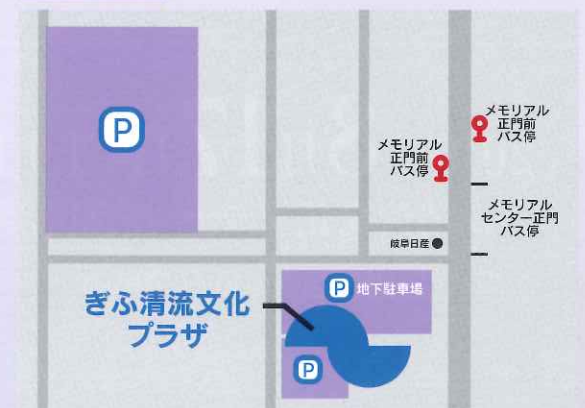 P
メモリアル
正門前
バス停
メモリアル
正門前
バス停
メモリアル
センター正門
バス停
岐阜日産
P 地下駐車場
ぎふ清流文化
プラザ
P